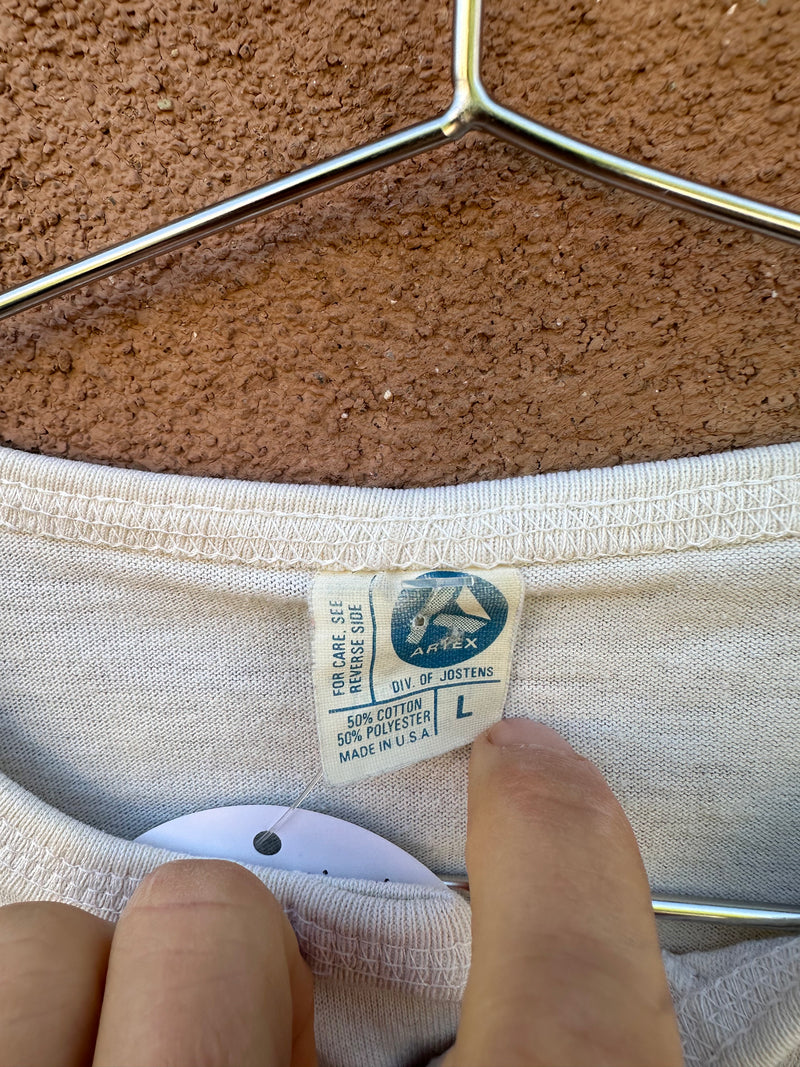 FOR CARE, SEE
REVERSE SIDE
ARTEX
DIV. OF JOSTENS
50% COTTON
50% POLYESTER
MADE IN U.S.A
L